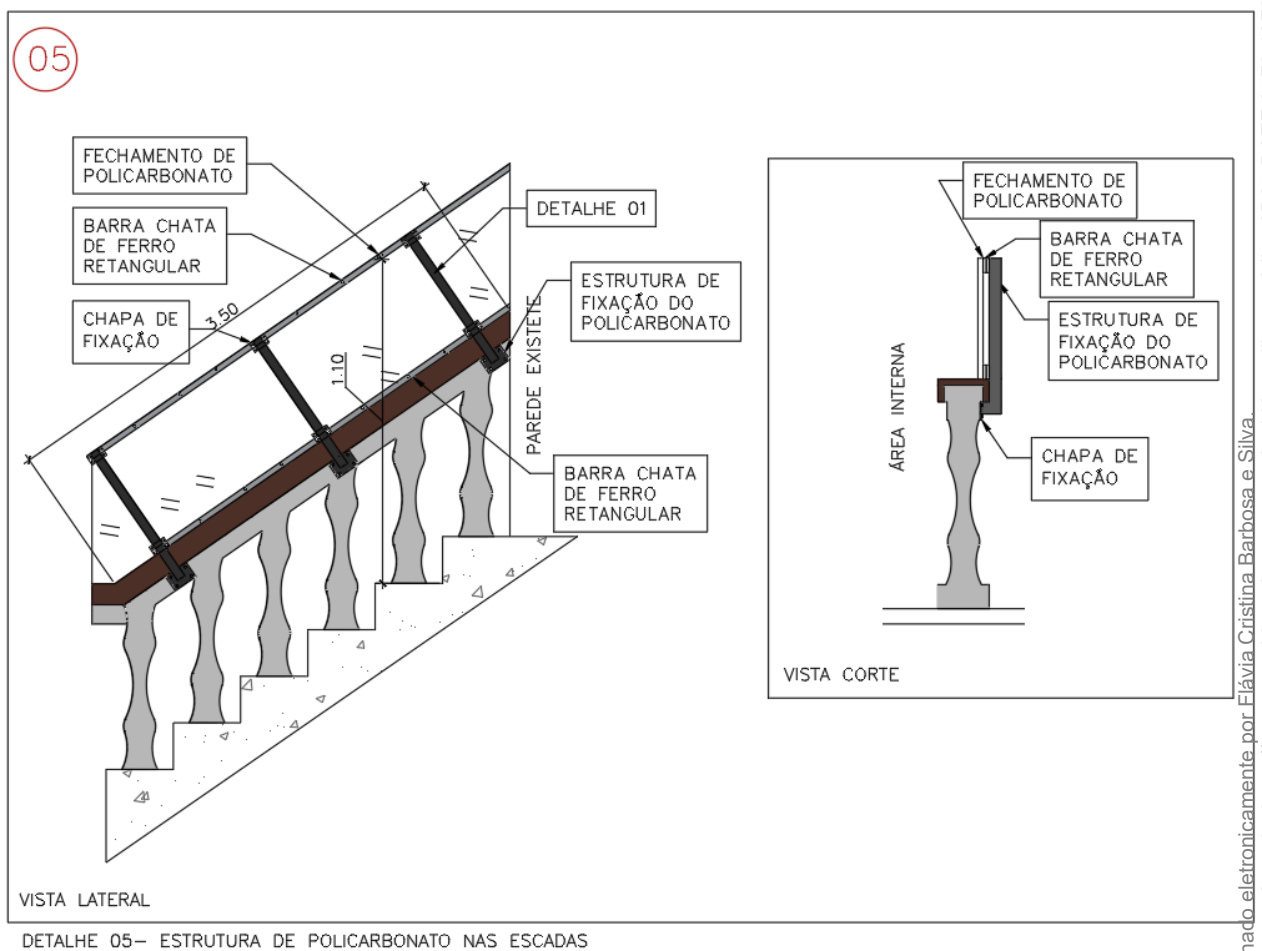 05
FECHAMENTO DE
POLICARBONATO
BARRA CHATA
DE FERRO
RETANGULAR
CHAPA DE
FIXAÇÃO
3.50
1.10
DETALHE 01
ESTRUTURA DE
FIXAÇÃO DO
POLICARBONATO
PAREDE EXISTETE
BARRA CHATA
DE FERRO
RETANGULAR
VISTA LATERAL
FECHAMENTO DE
POLICARBONATO
BARRA CHATA
DE FERRO
RETANGULAR
ESTRUTURA DE
FIXAÇÃO DO
POLICARBONATO
ÁREA INTERNA
CHAPA DE
FIXAÇÃO
VISTA CORTE
DETALHE 05– ESTRUTURA DE POLICARBONATO NAS ESCADAS
nado eletronicamente por Flávia Cristina Barbosa e Silva.